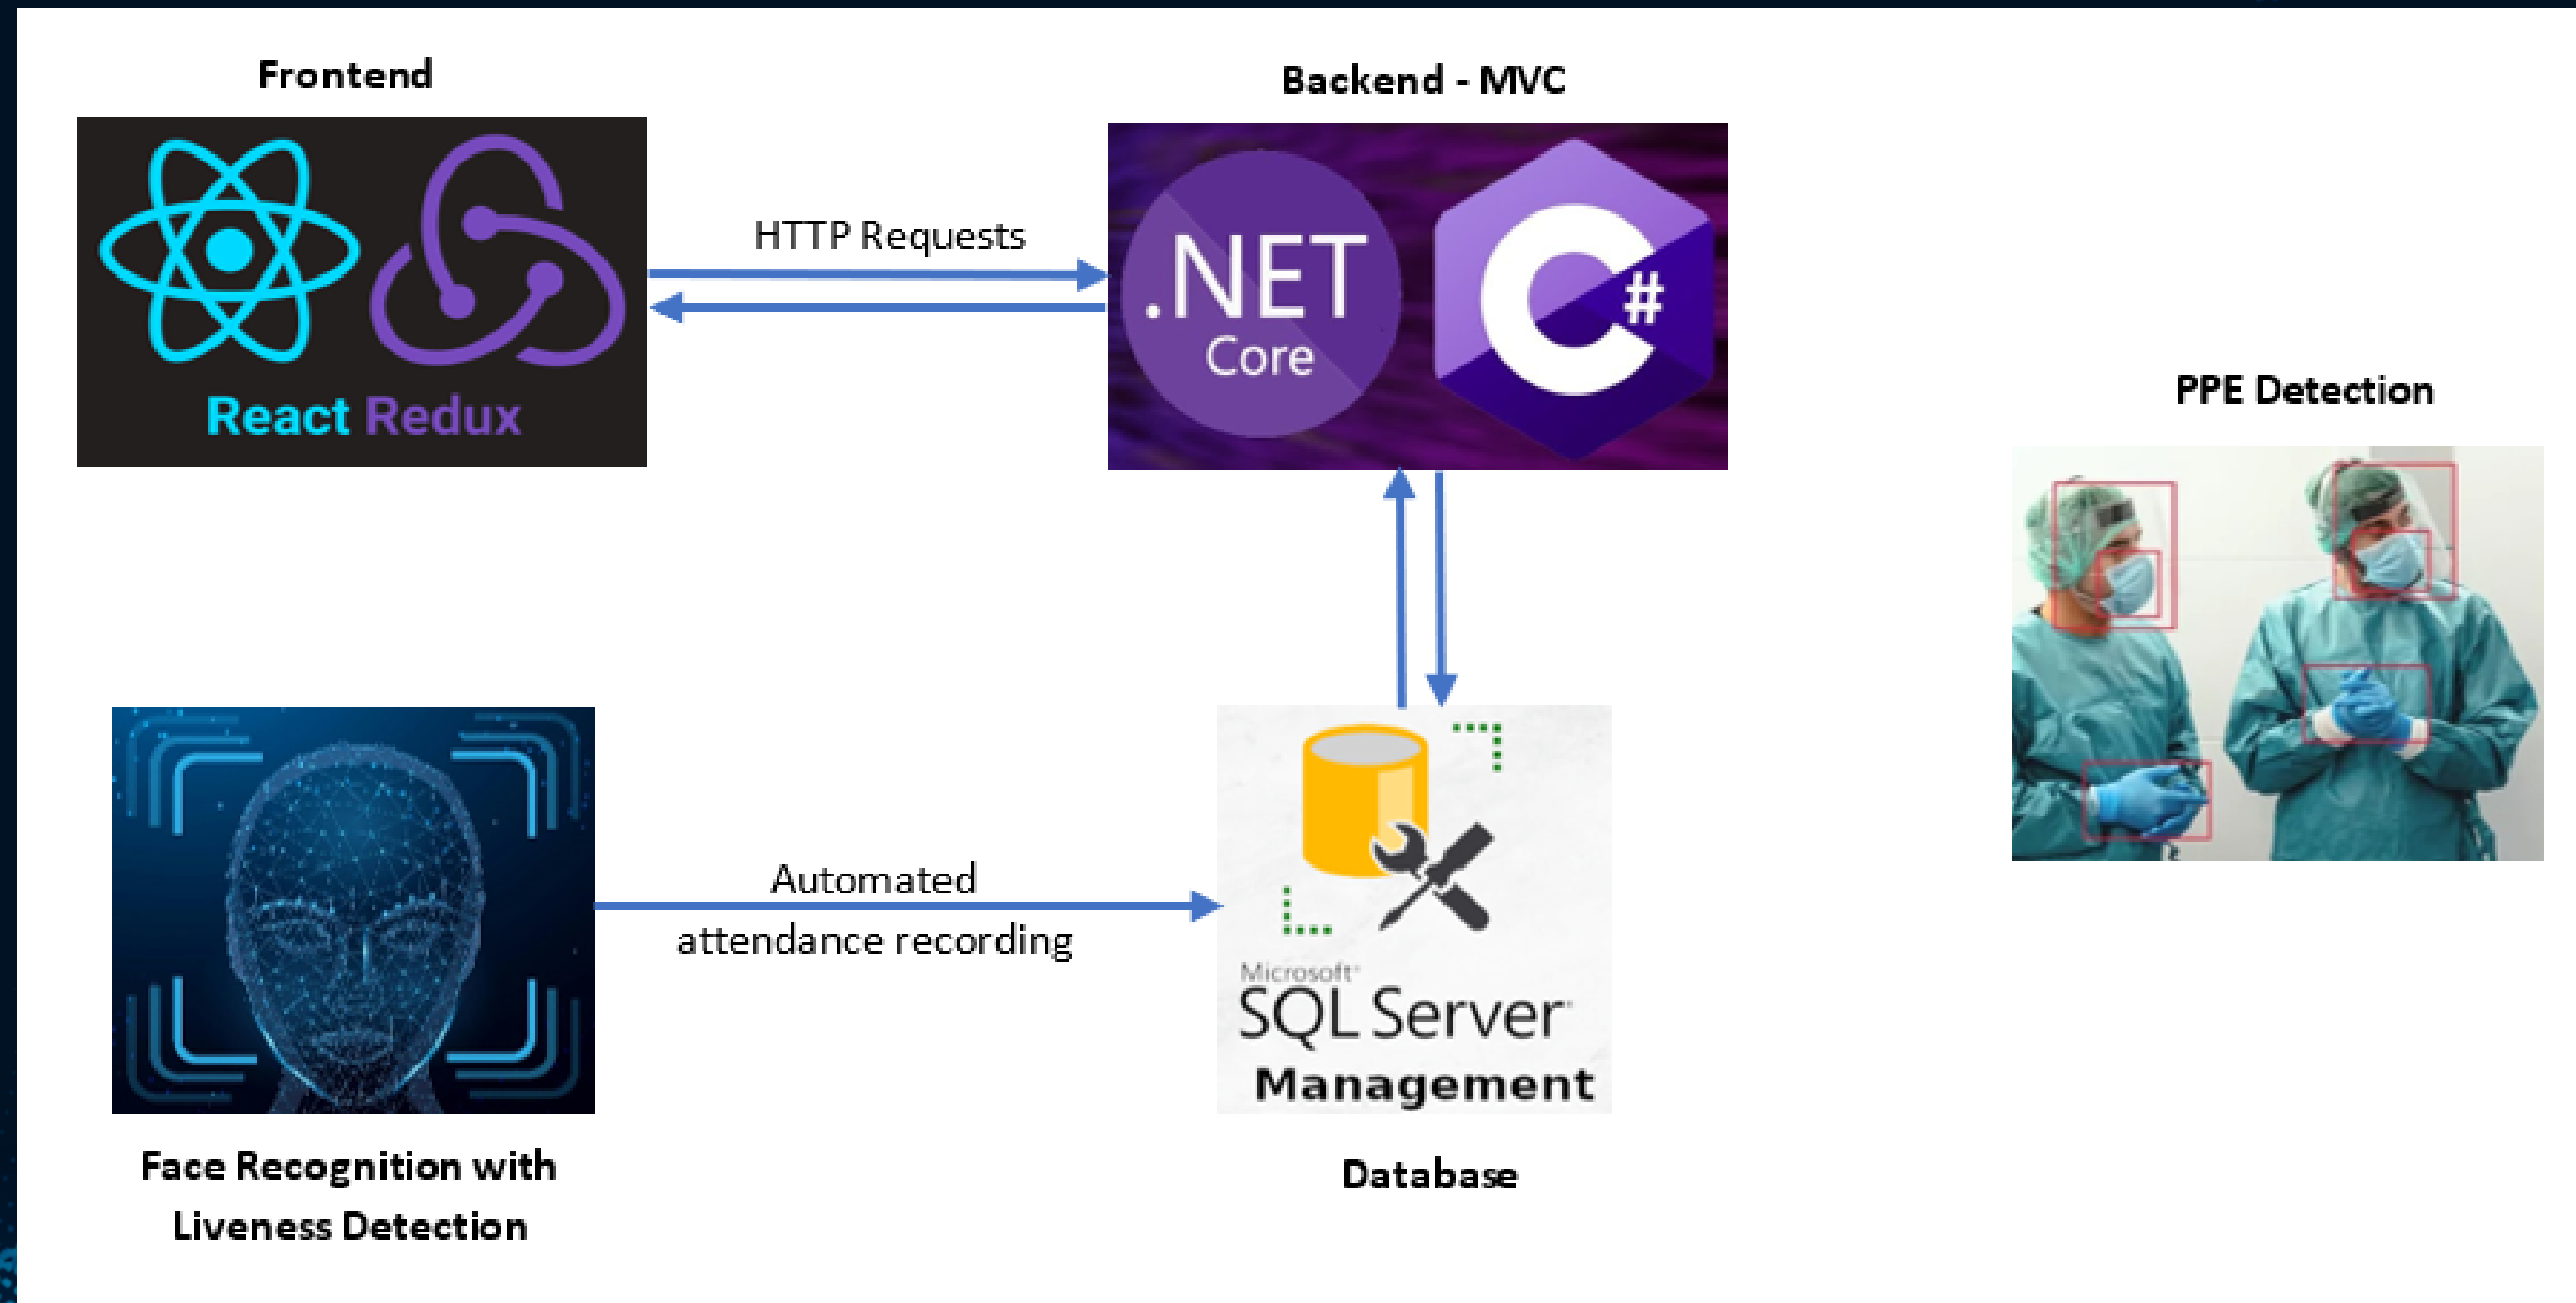 Frontend
Backend - MVC
React Redux
HTTP Requests
.NET
Core
C#
PPE Detection
Automated
attendance recording
Microsoft
SQL Server
Management
Face Recognition with
Liveness Detection
Database